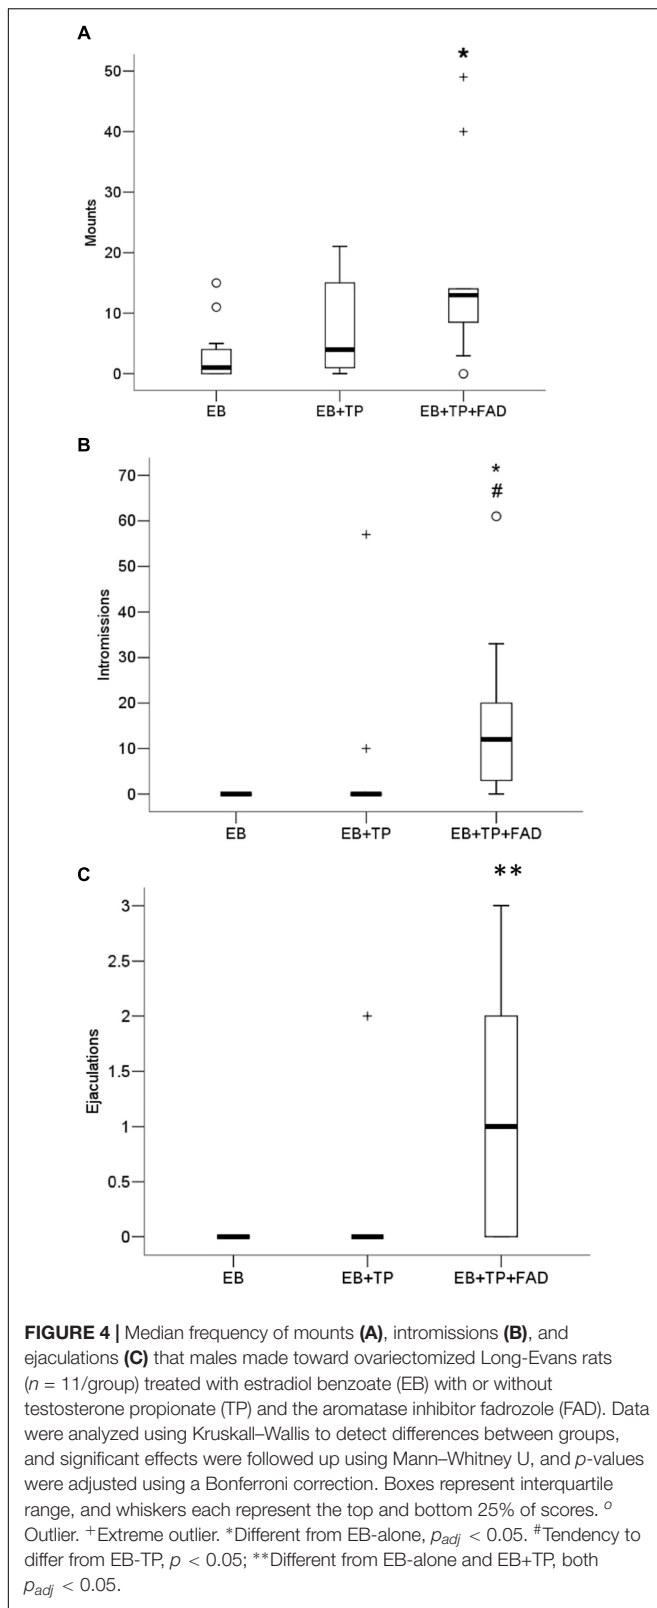 A
*
50
40
30
20
10
0
Mounts
EB
EB+TP
EB+TP+FAD
B
*
#
70
60
50
40
30
20
10
0
Intromissions
EB
EB+TP
EB+TP+FAD
C
**
3
2.5
2
1.5
1
0.5
0
Ejaculations
EB
EB+TP
EB+TP+FAD
FIGURE 4 | Median frequency of mounts (A), intromissions (B), and
ejaculations (C) that males made toward ovariectomized Long-Evans rats
(n = 11/group) treated with estradiol benzoate (EB) with or without
testosterone propionate (TP) and the aromatase inhibitor fadrozole (FAD). Data
were analyzed using Kruskall–Wallis to detect differences between groups,
and significant effects were followed up using Mann–Whitney U, and p-values
were adjusted using a Bonferroni correction. Boxes represent interquartile
range, and whiskers each represent the top and bottom 25% of scores. o
Outlier. +Extreme outlier. *Different from EB-alone, padj < 0.05. #Tendency to
differ from EB-TP, p < 0.05; **Different from EB-alone and EB+TP, both
padj < 0.05.